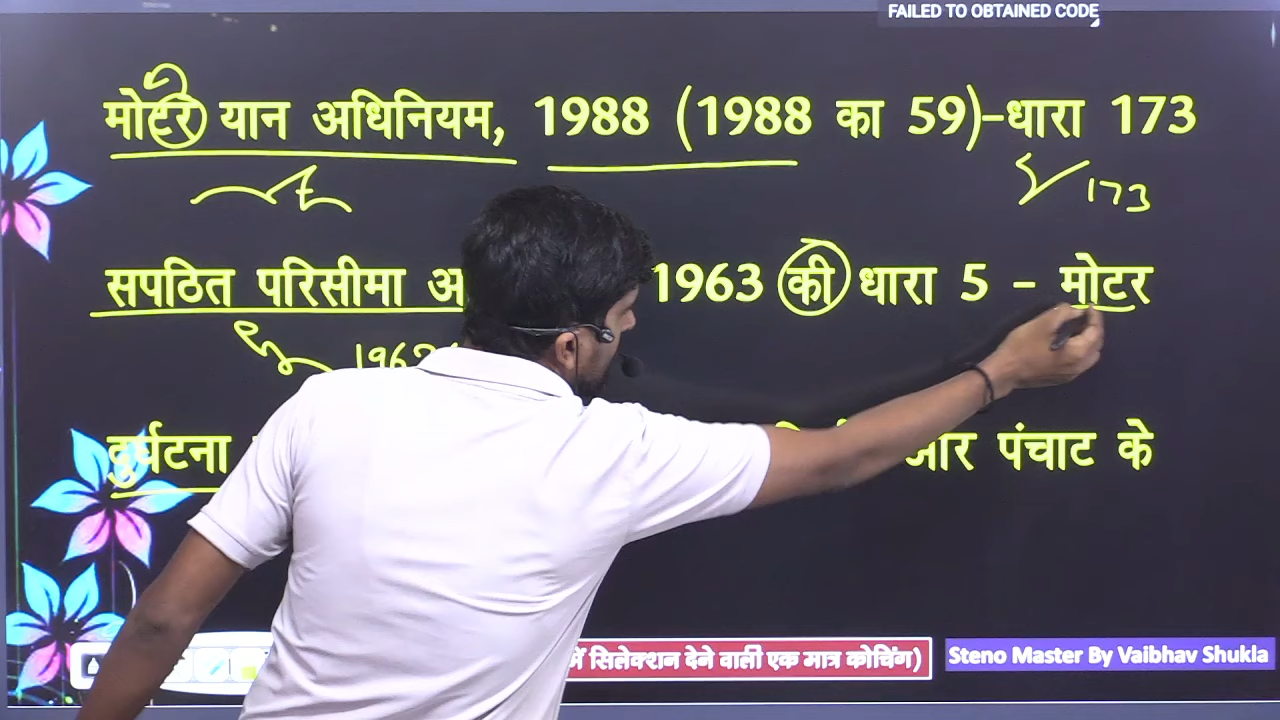 FAILED TO OBTAINED CODE
मोटर यान अधिनियम, 1988 (1988 का 59)-धारा 173
173
सपठित परिसीमा 1963 की धारा 5 - मोटर
दुर्घटना और पंचाट के
में सिलेक्शन देने वाली एक मात्र कोचिंग)
Steno Master By Vaibhav Shukla